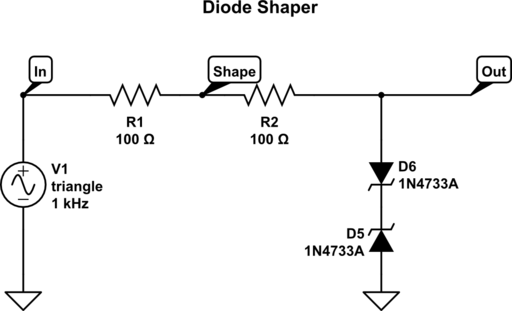 Diode Shaper
In
Shape
Out
R1
100 Ω
R2
100 Ω
V1
triangle
1 kHz
D6
1N4733A
D5
1N4733A